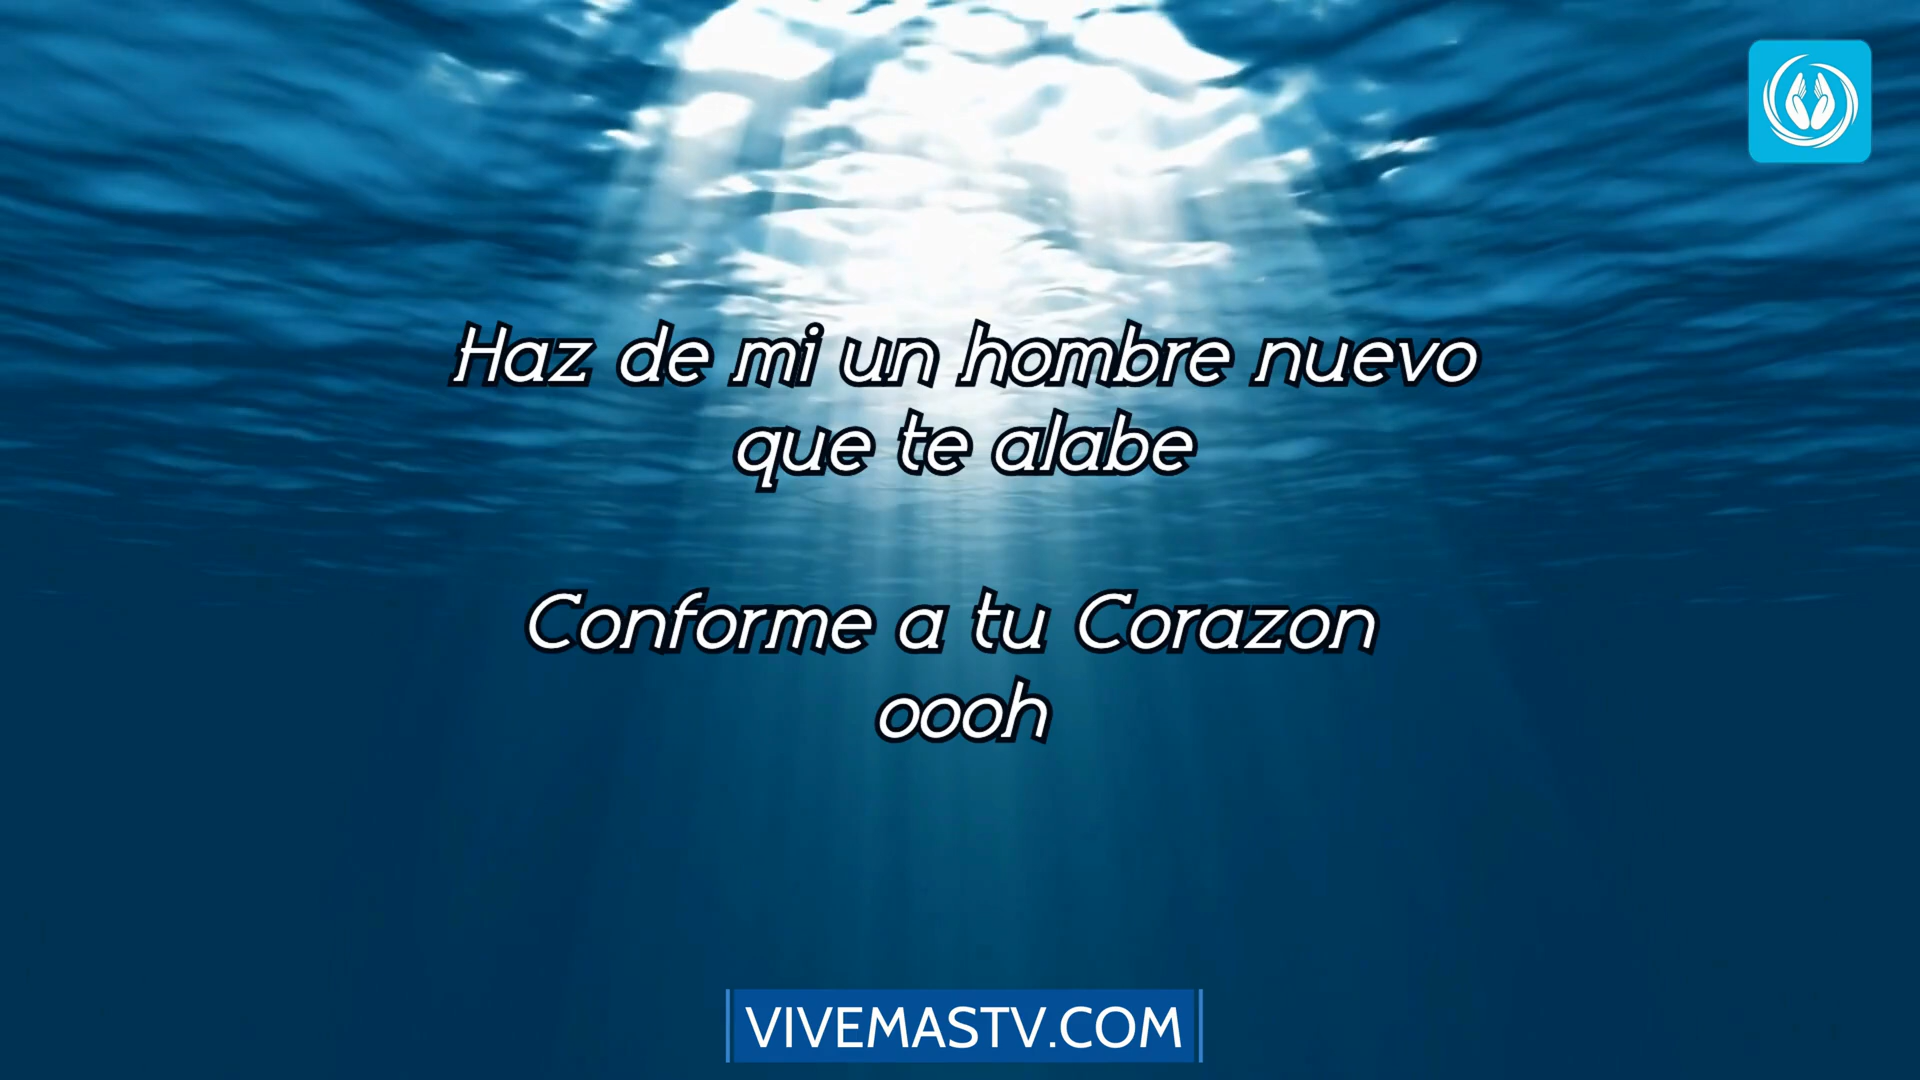 Haz de mi un hombre nuevo
que te alabe
Conforme a tu Corazon
oooh
VIVEMASTV.COM